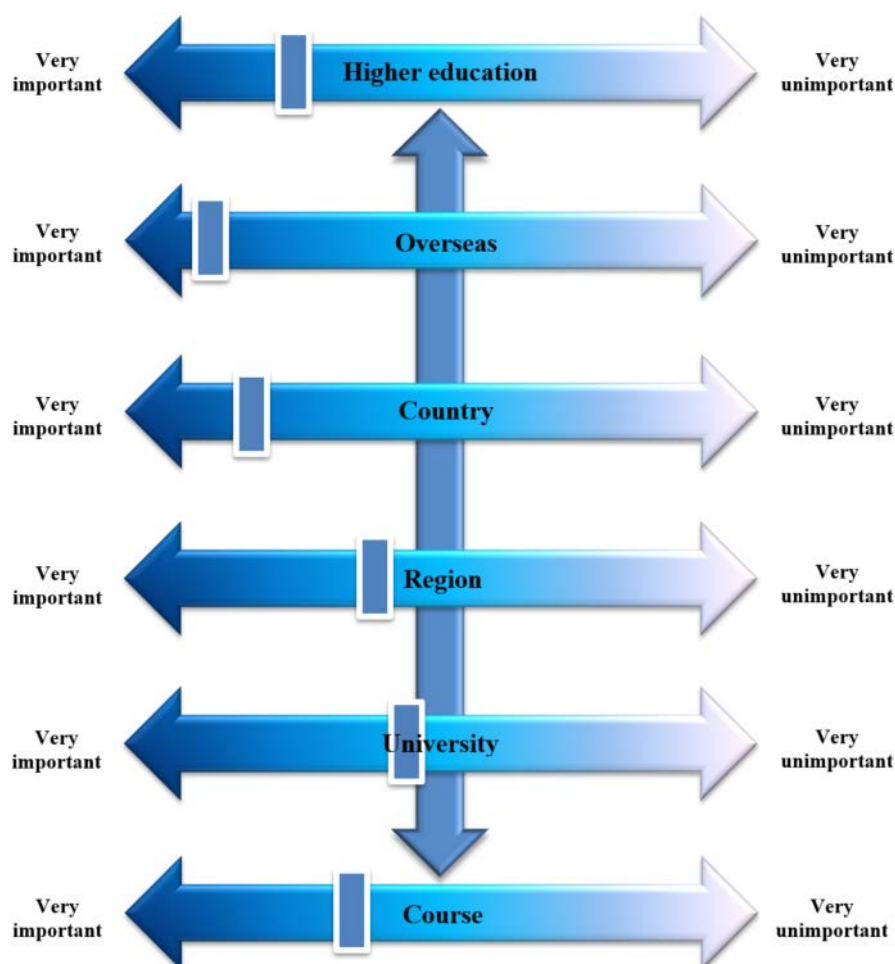 Very
important
Higher education
Very
unimportant
Very
important
Overseas
Very
unimportant
Very
important
Country
Very
unimportant
Very
important
Region
Very
unimportant
Very
important
University
Very
unimportant
Very
important
Course
Very
unimportant